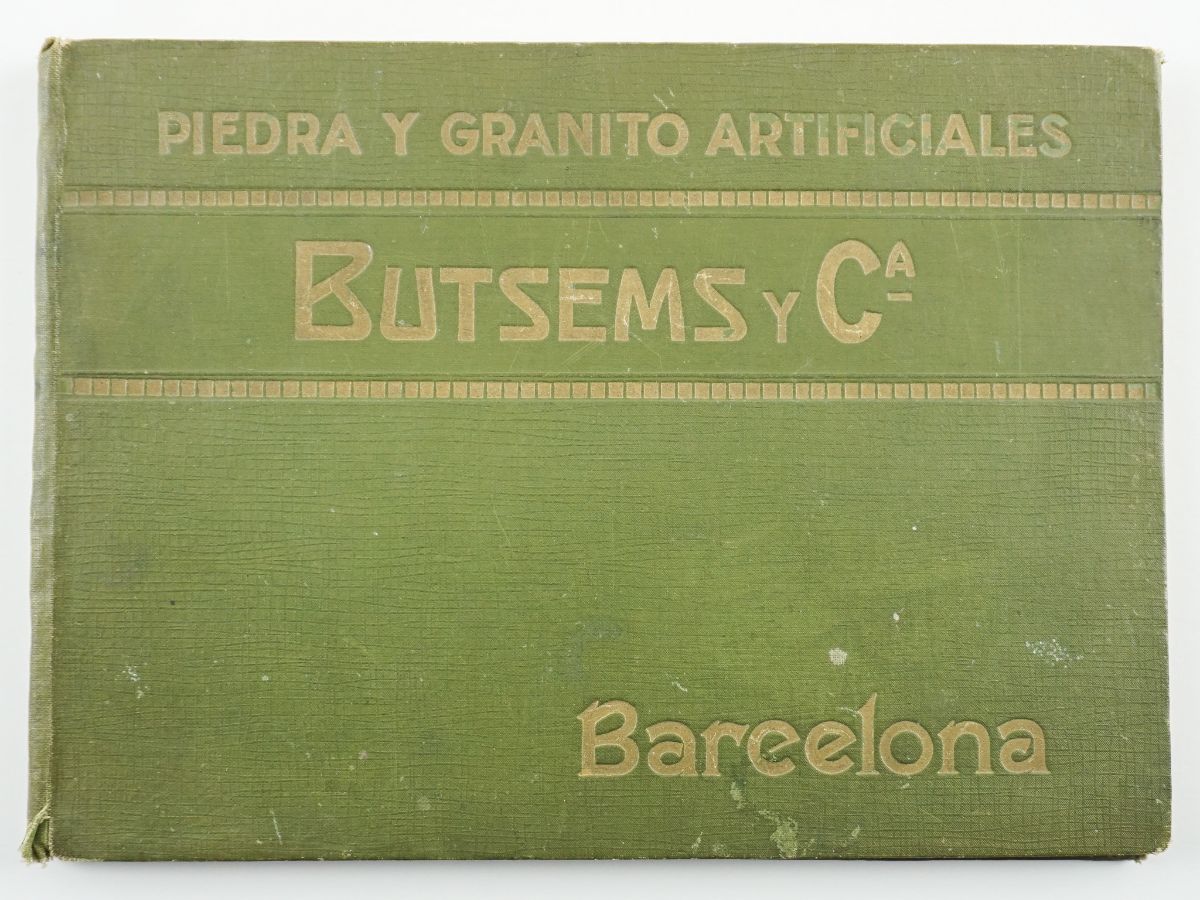 PIEDRA Y GRANITO ARTIFICIALES
BUTSEMS Y Cᴬ
Barcelona